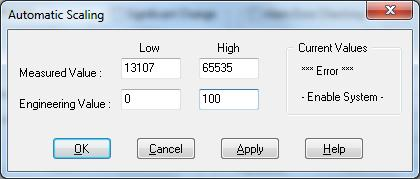 Automatic Scaling
Low High
Measured Value : 13107 65535
Engineering Value : 0 100
Current Values
*** Error ***
- Enable System -
OK Cancel Apply Help